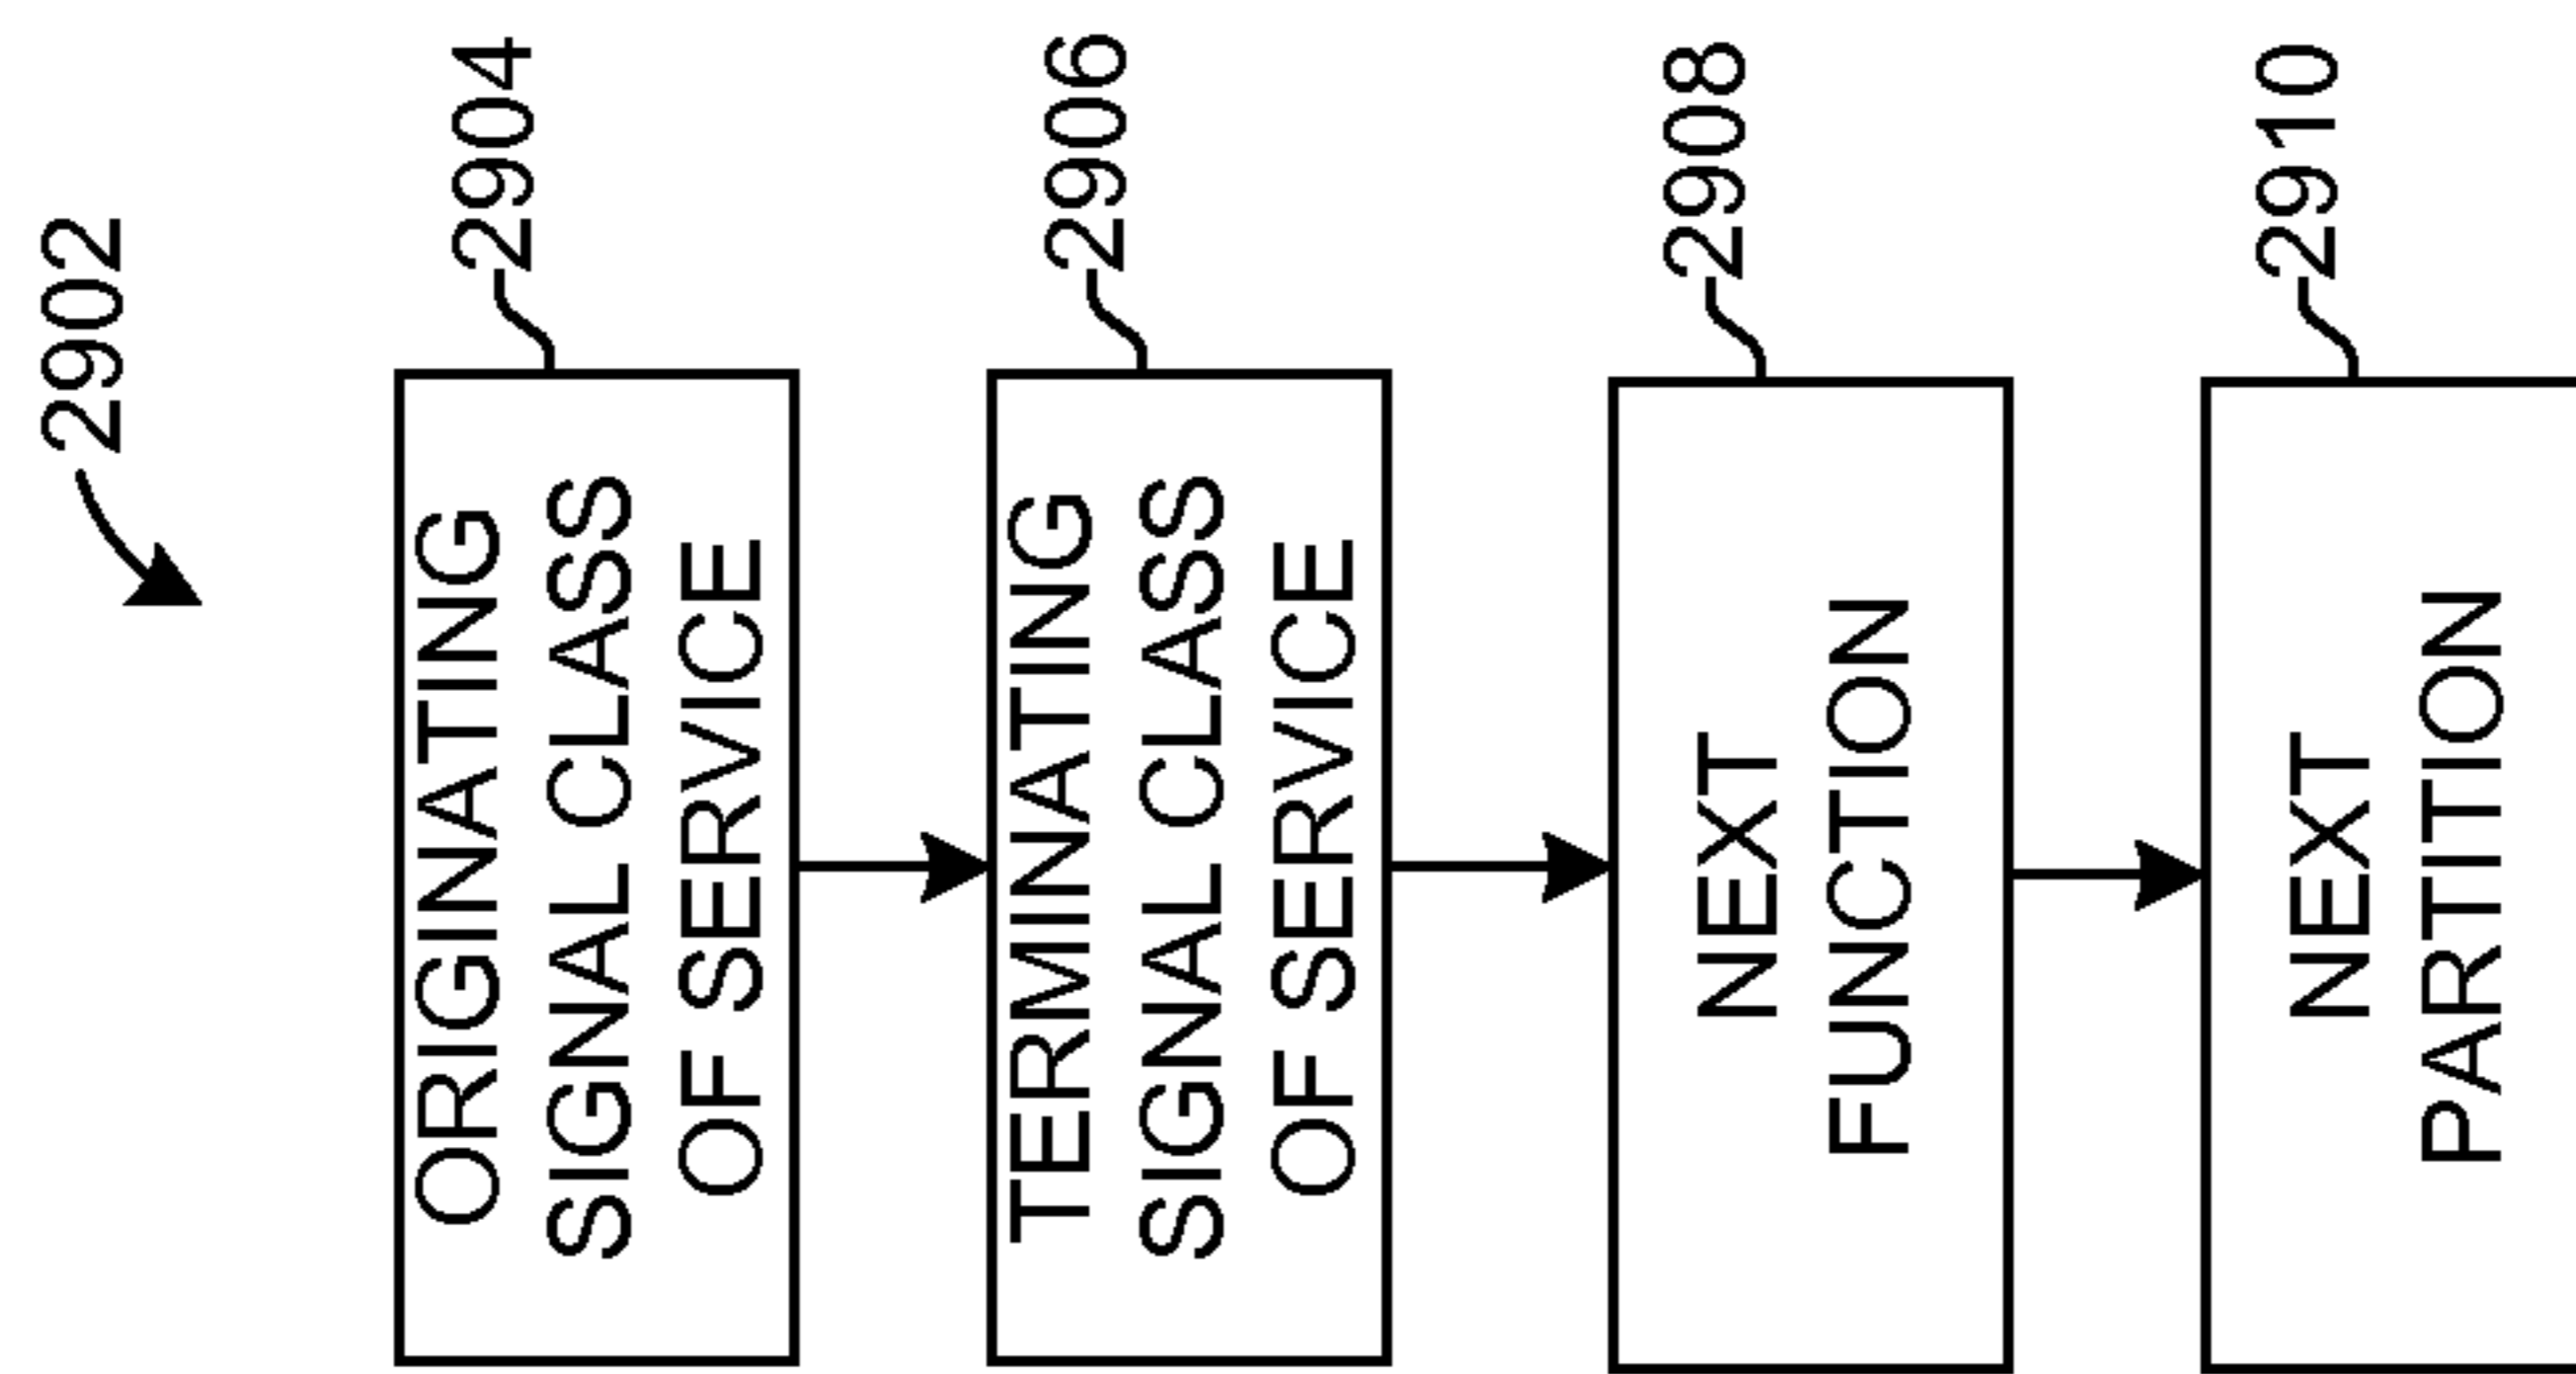 2902
2904
ORIGINATING
SIGNAL CLASS
OF SERVICE
2906
TERMINATING
SIGNAL CLASS
OF SERVICE
2908
NEXT
FUNCTION
2910
NEXT
PARTITION